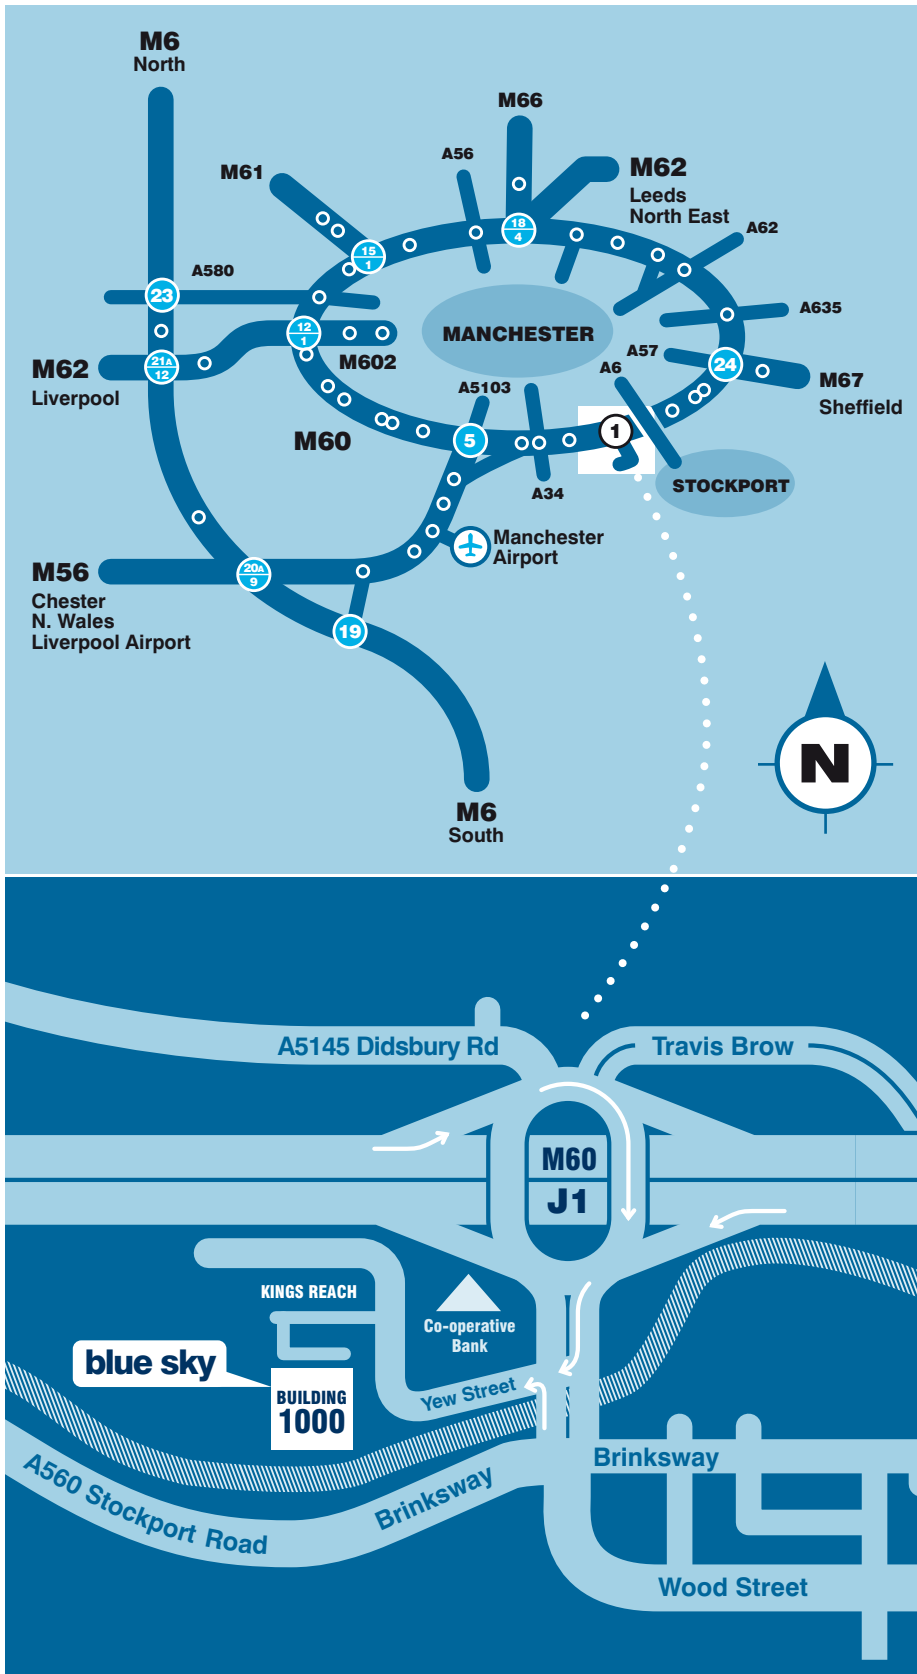 M6
North
M66
A56
M61
M62
Leeds
North East
A62
18
4
15
1
A580
23
A635
12
1
MANCHESTER
M602
A57
A6
24
M62
Liverpool
21A
12
M67
Sheffield
A5103
M60
5
1
STOCKPORT
A34
Manchester
Airport
M56
Chester
N. Wales
Liverpool Airport
20A
9
19
N
M6
South
A5145 Didsbury Rd
Travis Brow
M60
J1
KINGS REACH
Co-operative
Bank
blue sky
BUILDING
1000
Yew Street
Brinksway
A560 Stockport Road
Brinksway
Wood Street